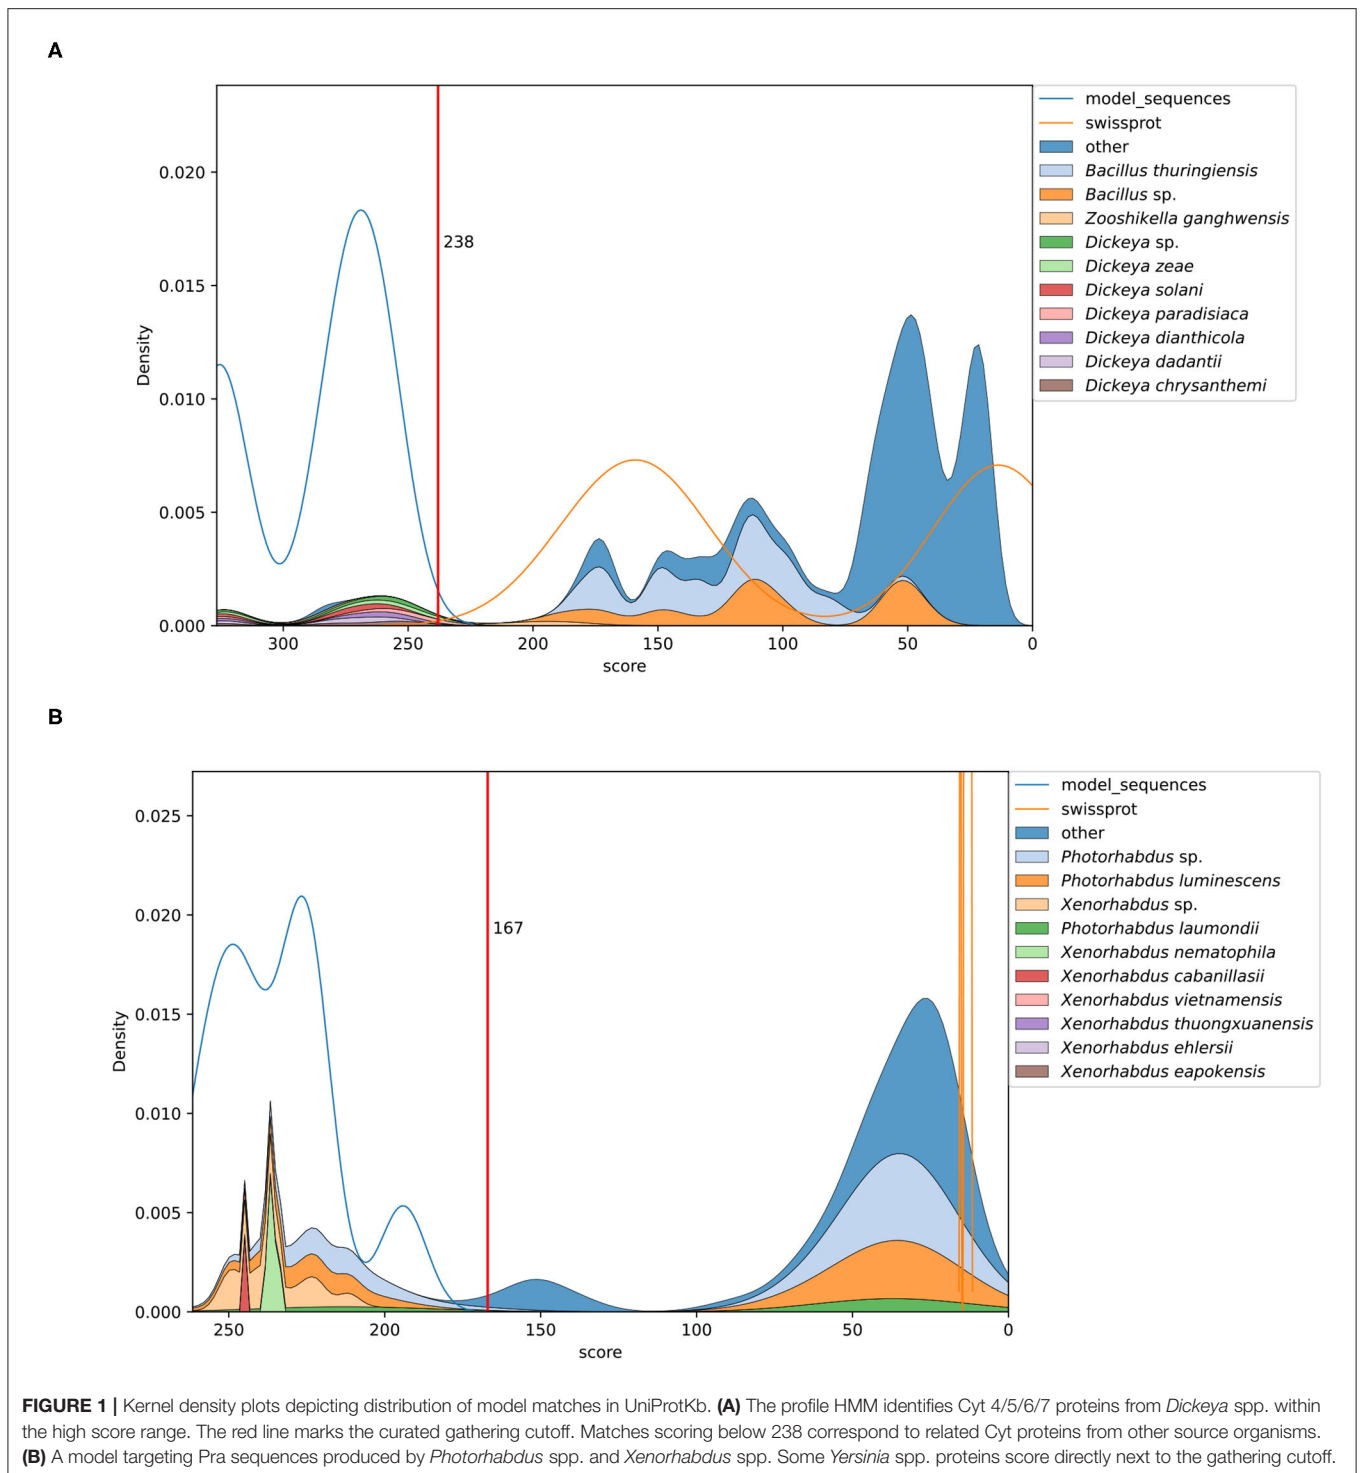 A
model_sequences
swissprot
other
Bacillus thuringiensis
Bacillus sp.
Zooshikella ganghwensis
Dickeya sp.
Dickeya zeae
Dickeya solani
Dickeya paradisiaca
Dickeya dianthicola
Dickeya dadantii
Dickeya chrysanthemi
0.020
0.015
0.010
0.005
0.000
Density
238
300 250 200 150 100 50 0
score
B
model_sequences
swissprot
other
Photorhabdus sp.
Photorhabdus luminescens
Xenorhabdus sp.
Photorhabdus laumondii
Xenorhabdus nematophila
Xenorhabdus cabanillasii
Xenorhabdus vietnamensis
Xenorhabdus thuongxuanensis
Xenorhabdus ehlersii
Xenorhabdus eapokensis
0.025
0.020
0.015
0.010
0.005
0.000
Density
167
250 200 150 100 50 0
score
FIGURE 1 | Kernel density plots depicting distribution of model matches in UniProtKb. (A) The profile HMM identifies Cyt 4/5/6/7 proteins from Dickeya spp. within
the high score range. The red line marks the curated gathering cutoff. Matches scoring below 238 correspond to related Cyt proteins from other source organisms.
(B) A model targeting Pra sequences produced by Photorhabdus spp. and Xenorhabdus spp. Some Yersinia spp. proteins score directly next to the gathering cutoff.